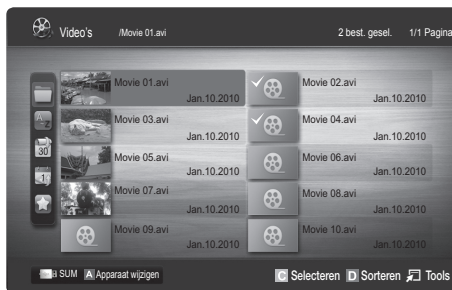 Video's /Movie 01.avi 2 best. gesel. 1/1 Pagina
Movie 01.avi Movie 02.avi
Jan.10.2010 Jan.10.2010
Movie 03.avi Movie 04.avi
Jan.10.2010 Jan.10.2010
Movie 05.avi Movie 06.avi
Jan.10.2010 Jan.10.2010
Movie 07.avi Movie 08.avi
Jan.10.2010 Jan.10.2010
Movie 09.avi Movie 10.avi
Jan.10.2010 Jan.10.2010
SUM A Apparaat wijzigen C Selecteren D Sorteren Tools